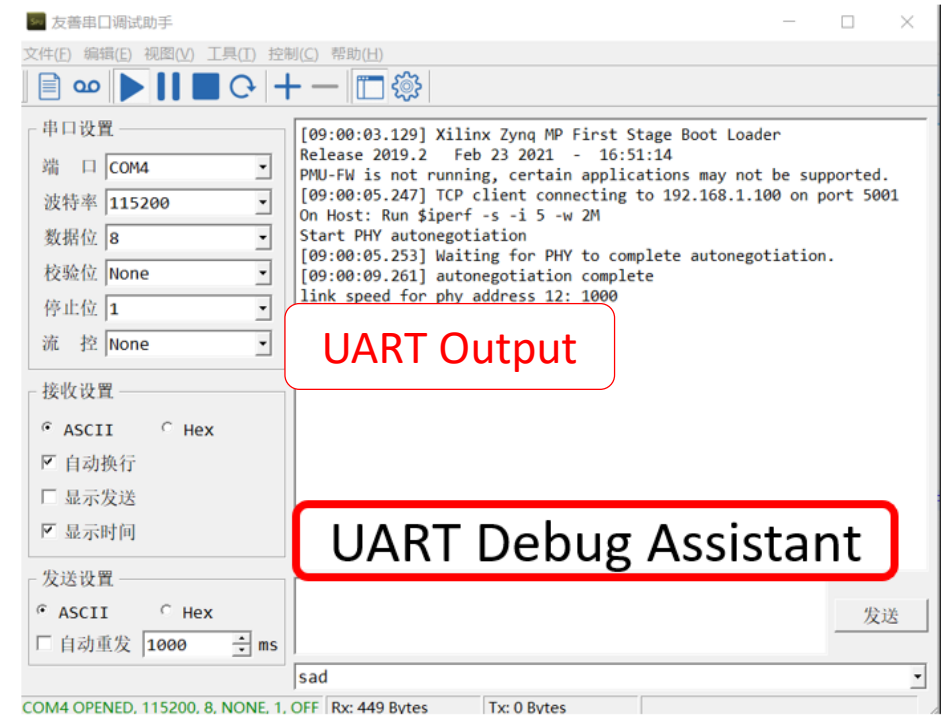 友善串口调试助手
文件(F) 编辑(E) 视图(V) 工具(T) 控制(C) 帮助(H)
串口设置
端 口 COM4
波特率 115200
数据位 8
校验位 None
停止位 1
流 控 None
接收设置
ASCII Hex
自动换行
显示发送
显示时间
发送设置
ASCII Hex
自动重发 1000 ms
[09:00:03.129] Xilinx Zynq MP First Stage Boot Loader
Release 2019.2 Feb 23 2021 - 16:51:14
PMU-FW is not running, certain applications may not be supported.
[09:00:05.247] TCP client connecting to 192.168.1.100 on port 5001
On Host: Run $iperf -s -i 5 -w 2M
Start PHY autonegotiation
[09:00:05.253] Waiting for PHY to complete autonegotiation.
[09:00:09.261] autonegotiation complete
link speed for phy address 12: 1000
UART Output
UART Debug Assistant
发送
sad
COM4 OPENED, 115200, 8, NONE, 1, OFF Rx: 449 Bytes Tx: 0 Bytes